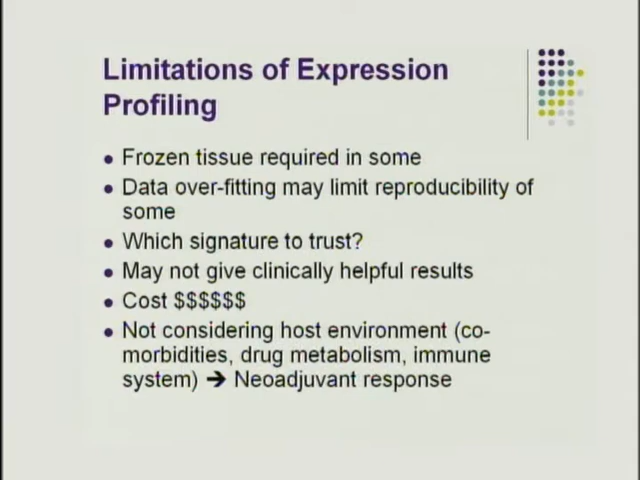 Limitations of Expression
Profiling
● Frozen tissue required in some
● Data over-fitting may limit reproducibility of
some
● Which signature to trust?
● May not give clinically helpful results
● Cost $$$$$$
● Not considering host environment (co-
morbidities, drug metabolism, immune
system) ➔ Neoadjuvant response